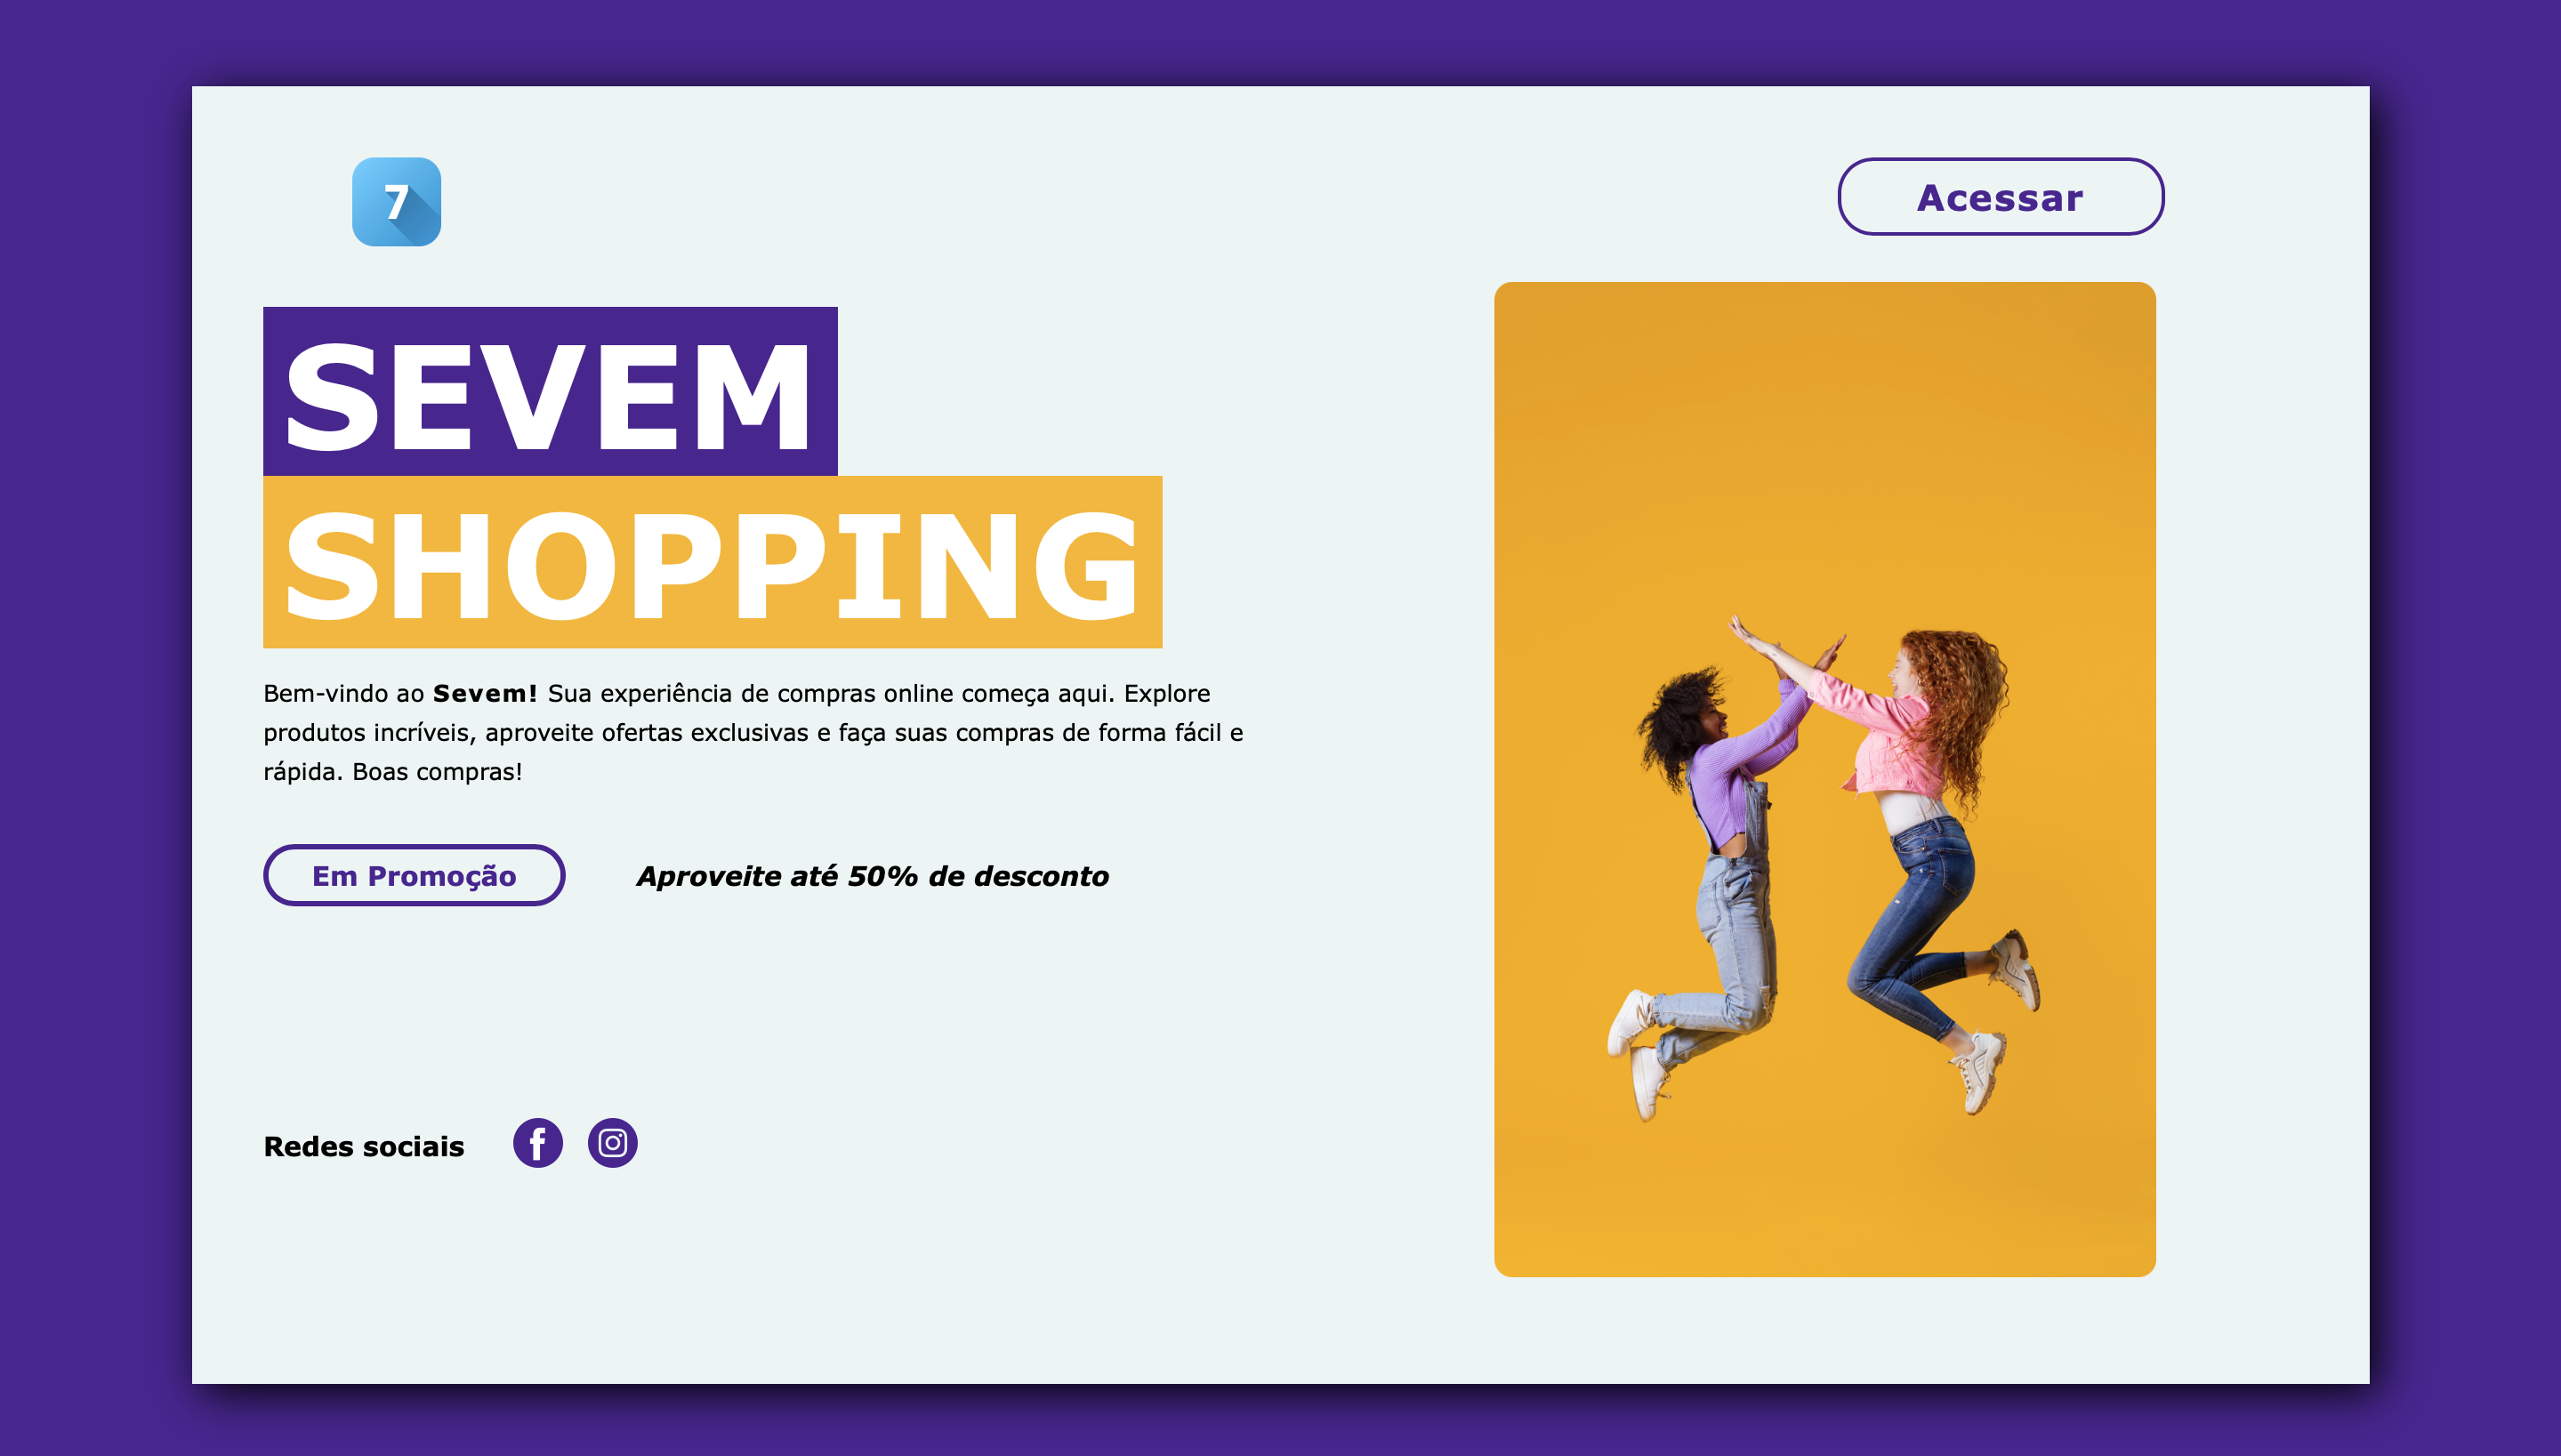 7
Acessar
SEVEM
SHOPPING
Bem-vindo ao Sevem! Sua experiência de compras online começa aqui. Explore
produtos incríveis, aproveite ofertas exclusivas e faça suas compras de forma fácil e
rápida. Boas compras!
Em Promoção
Aproveite até 50% de desconto
Redes sociais